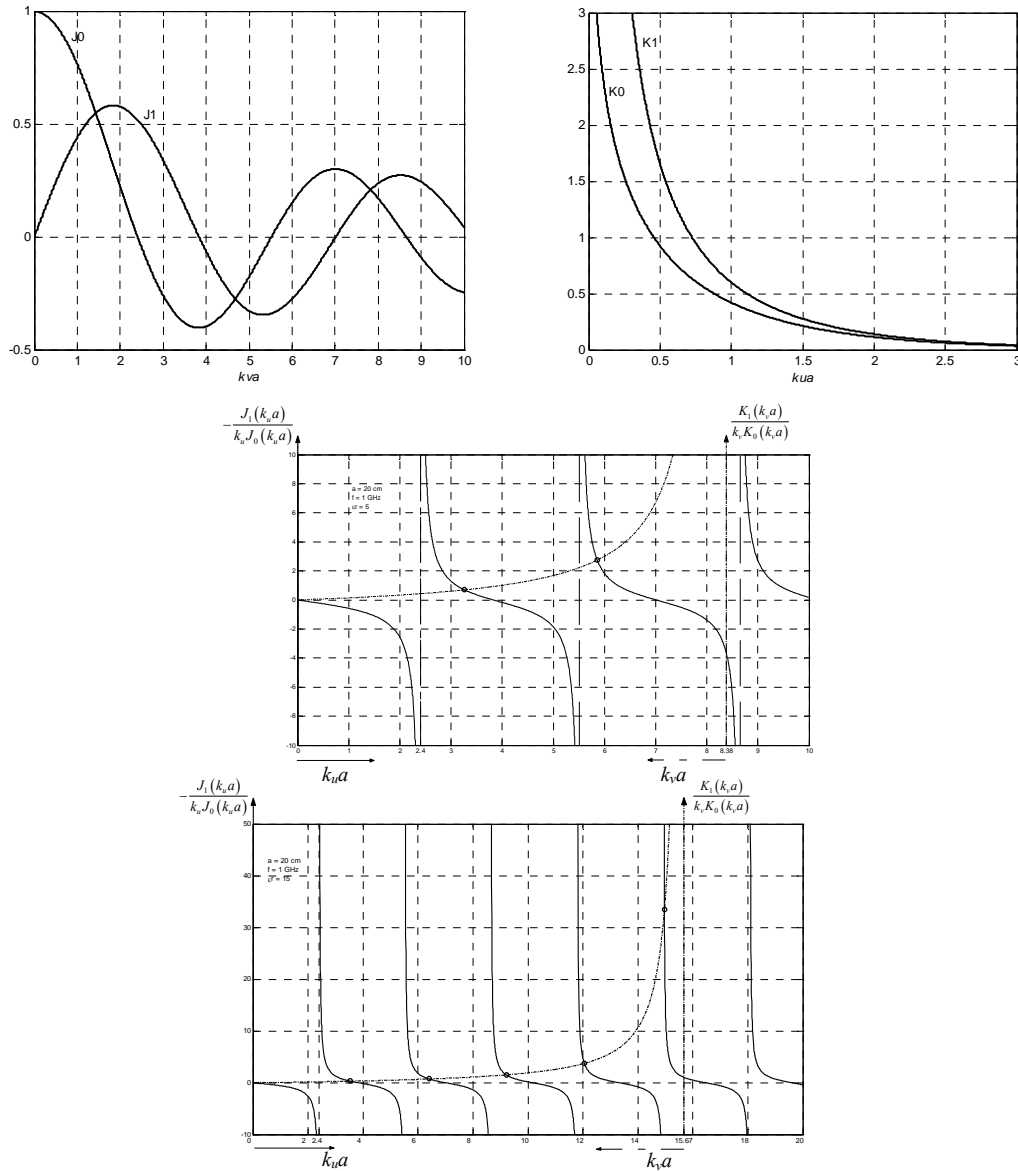 1
0.5
0
-0.5
J0
J1
0 1 2 3 4 5 6 7 8 9 10
kva
3
2.5
2
1.5
1
0.5
0
K1
K0
0 0.5 1 1.5 2 2.5 3
kua
-J₁(kᵤa)/kᵤJ₀(kᵤa)
K₁(kᵥa)/kᵥK₀(kᵥa)
10
8
6
4
2
0
-2
-4
-6
-8
-10
a = 20 cm
f = 1 GHz
= 5
0 1 2 2.4 3 4 5 6 7 8 8.38 9 10
kᵤa
kᵥa
-J₁(kᵤa)/kᵤJ₀(kᵤa)
K₁(kᵥa)/kᵥK₀(kᵥa)
50
40
30
20
10
0
-10
a = 20 cm
f = 1 GHz
= 15
0 2 2.4 4 6 8 10 12 14 15.67 18 20
kᵤa
kᵥa